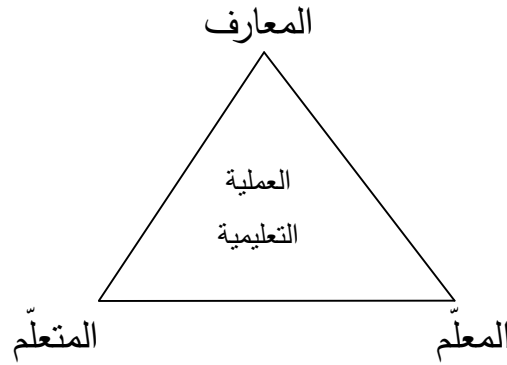 المعارف
العملية
التعليمية
المعلّم
المتعلّم